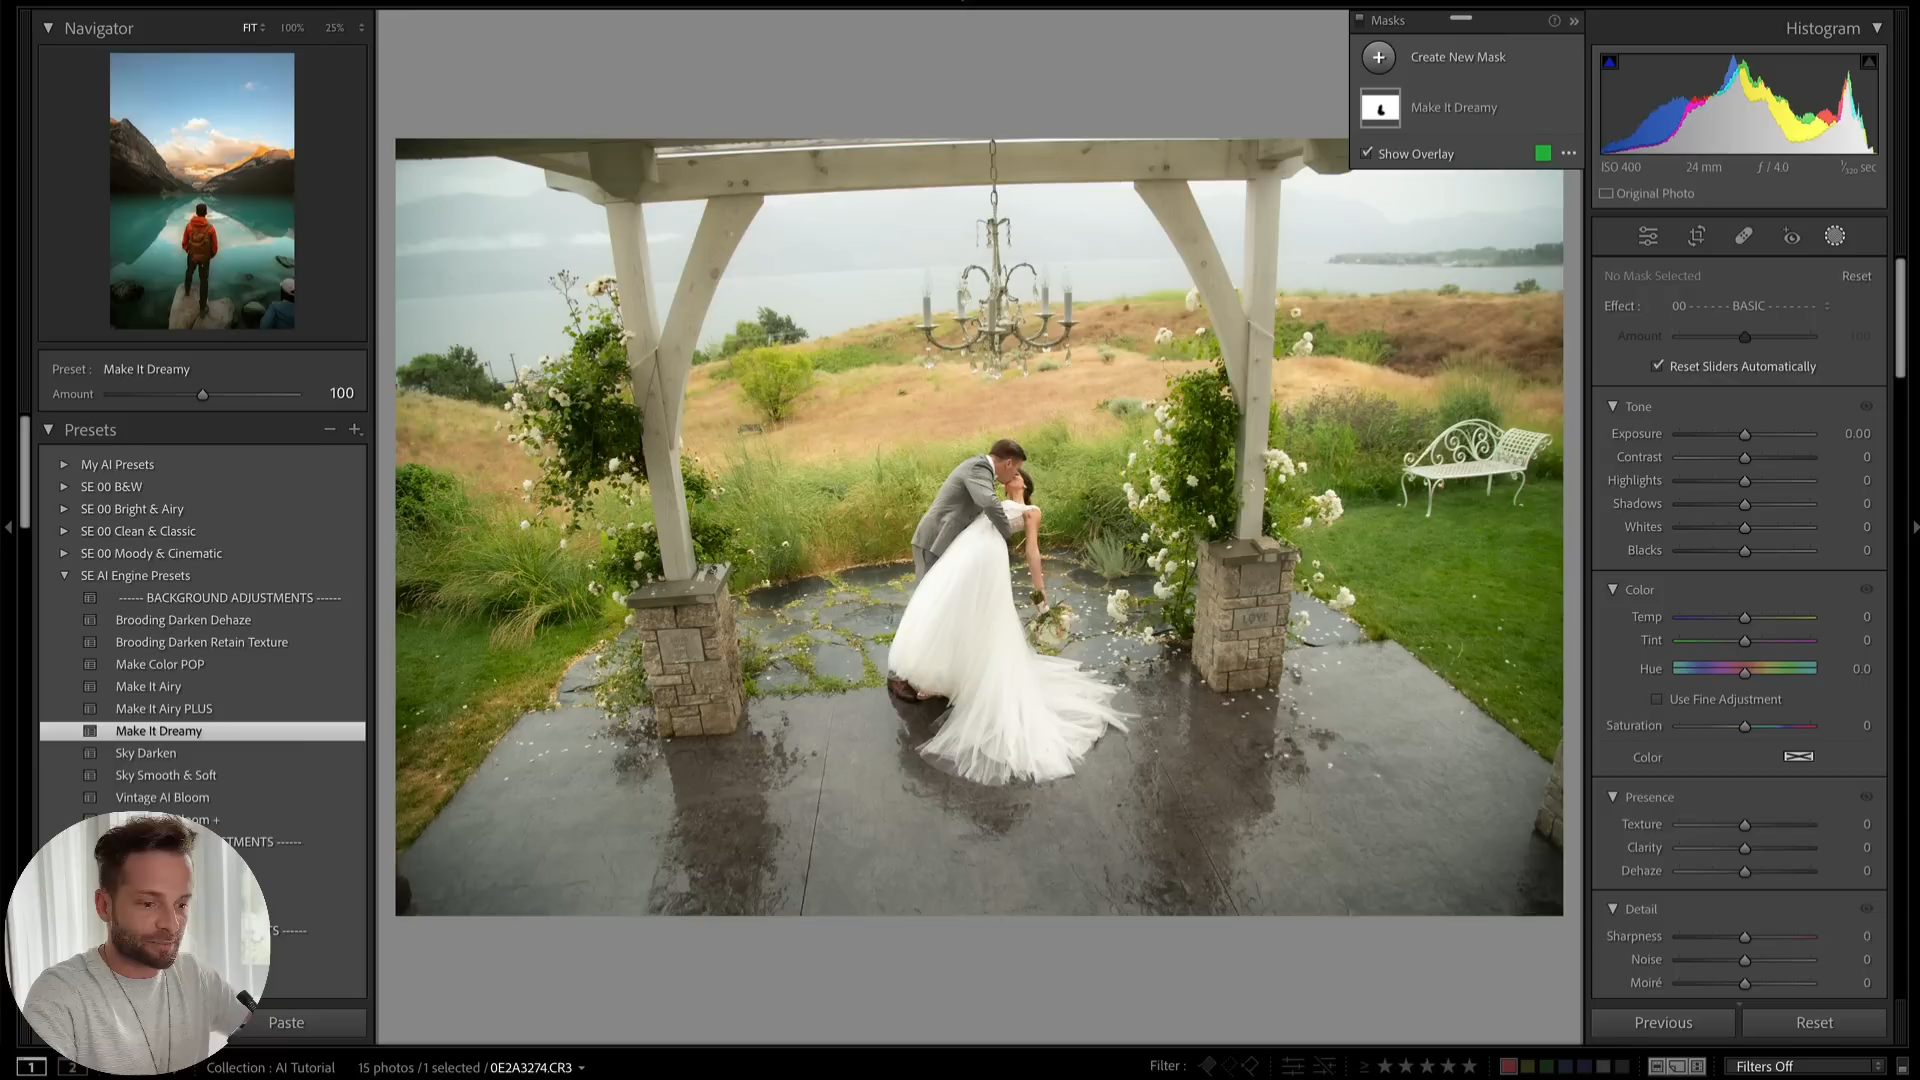 Navigator
FIT
100%
25%
Preset : Make It Dreamy
Amount
100
Presets
My AI Presets
SE 00 B&W
SE 00 Bright & Airy
SE 00 Clean & Classic
SE 00 Moody & Cinematic
SE AI Engine Presets
------ BACKGROUND ADJUSTMENTS ------
Brooding Darken Dehaze
Brooding Darken Retain Texture
Make Color POP
Make It Airy
Make It Airy PLUS
Make It Dreamy
Sky Darken
Sky Smooth & Soft
Vintage AI Bloom
Paste
Masks
Create New Mask
Make It Dreamy
Show Overlay
LOVE
Histogram
ISO 400
24 mm
ƒ / 4.0
1/320 sec
Original Photo
No Mask Selected
Reset
Effect :
00 ------ BASIC -------
Amount
100
Reset Sliders Automatically
Tone
Exposure
0.00
Contrast
0
Highlights
0
Shadows
0
Whites
0
Blacks
0
Color
Temp
0
Tint
0
Hue
0.0
Use Fine Adjustment
Saturation
0
Color
Presence
Texture
0
Clarity
0
Dehaze
0
Detail
Sharpness
0
Noise
0
Moiré
0
Previous
Reset
1
2
Collection : AI Tutorial
15 photos / 1 selected / 0E2A3274.CR3
Filter :
Filters Off